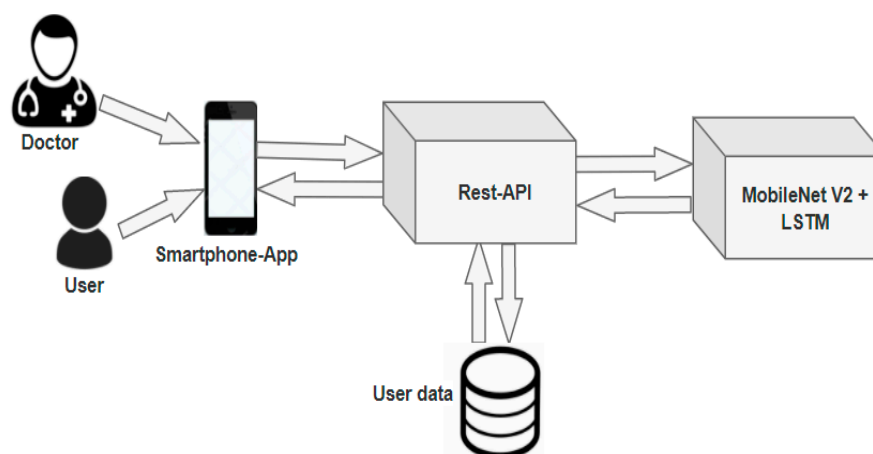 Doctor
User
Smartphone-App
Rest-API
MobileNet V2 +
LSTM
User data